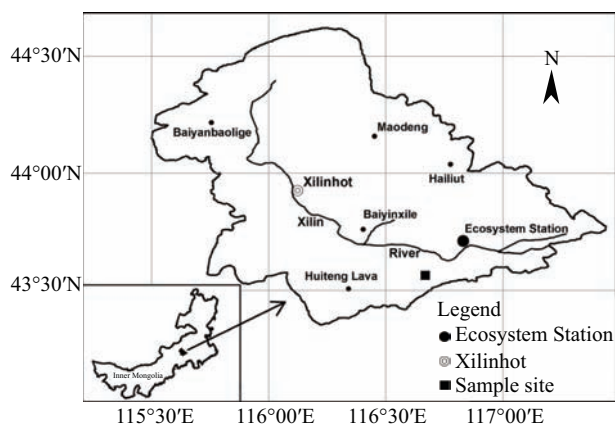 44°30′N
N
Baiyanbaolige
Maodeng
44°00′N
Hailiut
Xilinhot
Xilin
Baiyinxile
Ecosystem Station
River
43°30′N
Huiteng Lava
Legend
Ecosystem Station
Xilinhot
Sample site
Inner Mongolia
115°30′E
116°00′E
116°30′E
117°00′E